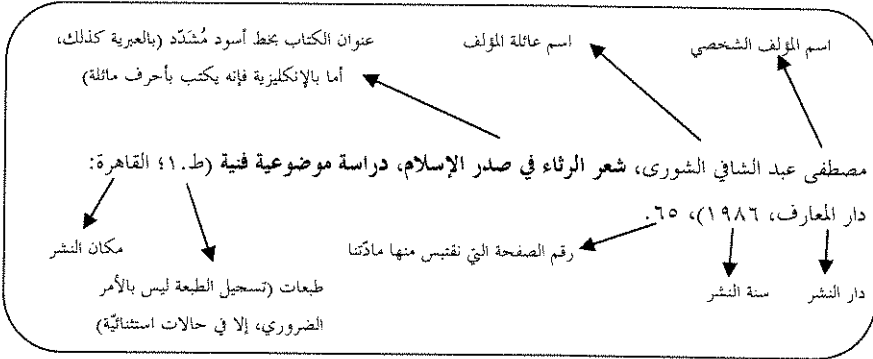 اسم المؤلف الشخصي
اسم عائلة المؤلف
عنوان الكتاب بخط أسود مُشَدّد (بالعبرية كذلك،
أما بالإنكليزية فإنه يكتب بأحرف مائلة)
مصطفى عبد الشافي الشورى، شعر الرثاء في صدر الإسلام، دراسة موضوعية فنية (ط.١؛ القاهرة:
دار المعارف، ١٩٨٦)، ٦٥.
رقم الصفحة التي نقتبس منها مادّتنا
مكان النشر
دار النشر
سنة النشر
طبعات (تسجيل الطبعة ليس بالأمر
الضروري، إلا في حالات استثنائيّة)